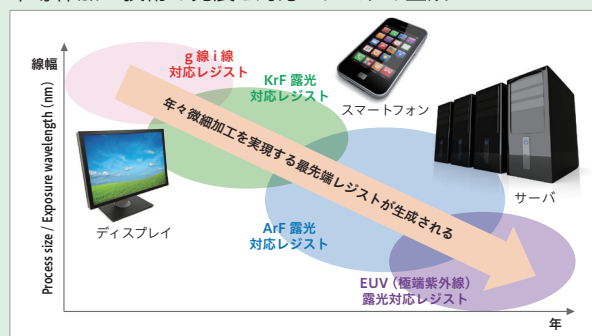 線幅
Process size / Exposure wavelength (nm)
g 線 i 線
対応レジスト
KrF 露光
対応レジスト
スマートフォン
年々微細加工を実現する最先端レジストが生成される
ディスプレイ
サーバ
ArF 露光
対応レジスト
EUV (極端紫外線)
露光対応レジスト
年